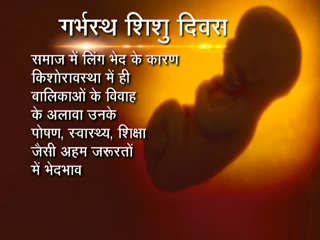 गर्भस्थ शिशु दिवस
समाज में लिंग भेद के कारण
किशोरावस्था में ही
वालिकाओं के विवाह
के अलावा उनके
पोषण, स्वास्थ्य, शिक्षा
जैसी अहम जरूरतों
में भेदभाव